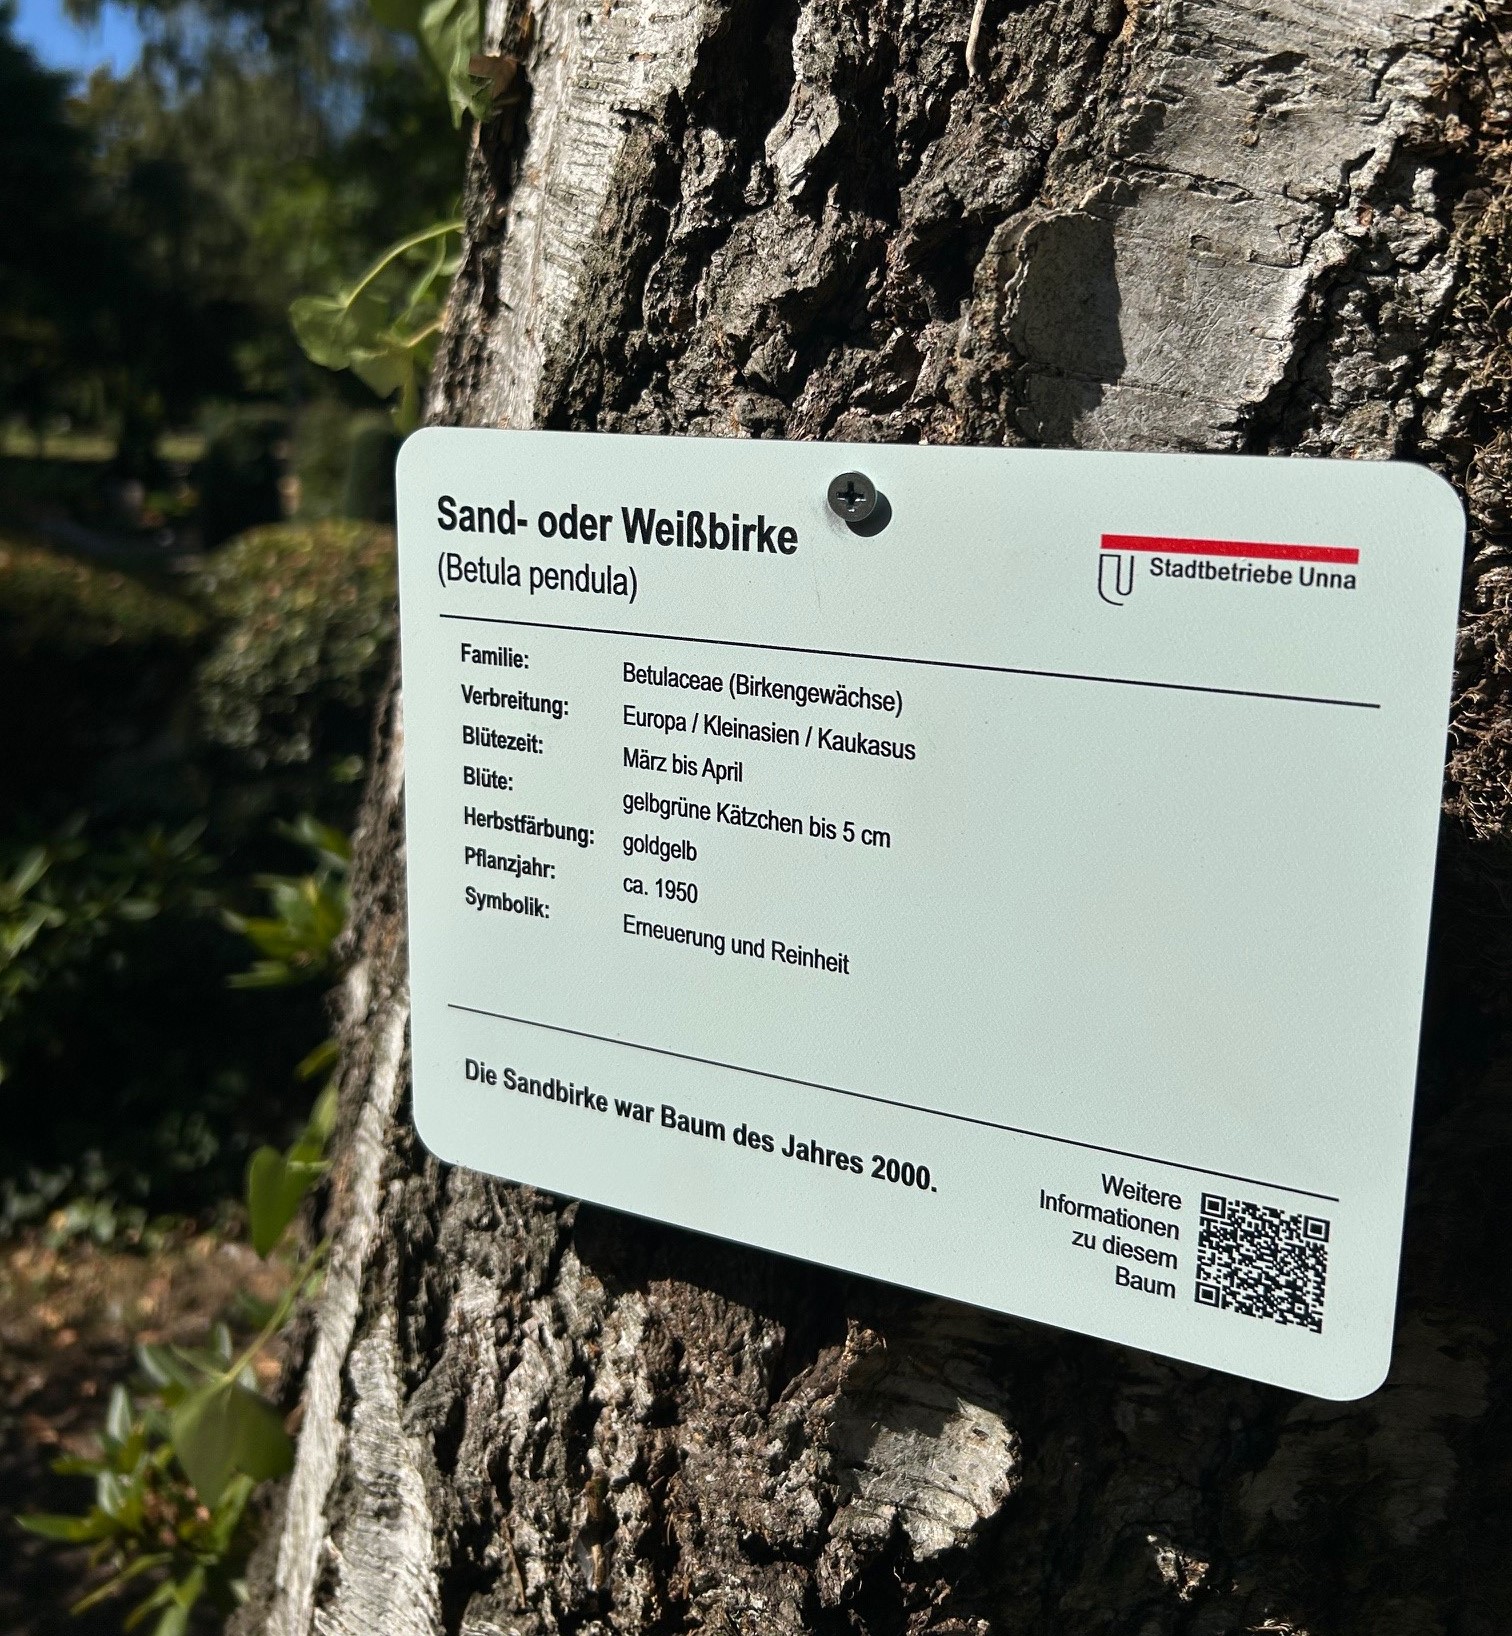 Sand- oder Weißbirke
(Betula pendula)
Stadtbetriebe Unna
Familie: Betulaceae (Birkengewächse)
Verbreitung: Europa / Kleinasien / Kaukasus
Blütezeit: März bis April
Blüte: gelbgrüne Kätzchen bis 5 cm
Herbstfärbung: goldgelb
Pflanzjahr: ca. 1950
Symbolik: Erneuerung und Reinheit
Die Sandbirke war Baum des Jahres 2000.
Weitere
Informationen
zu diesem
Baum